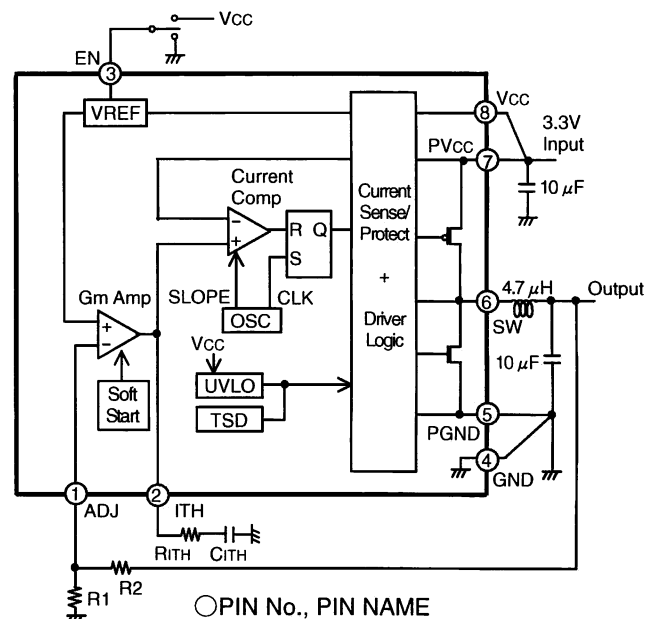 VCC
EN
3
VREF
8
VCC
3.3V
Input
PVCC
7
10 μF
Current
Comp
Current
Sense/
Protect
+
Driver
Logic
−
+
R Q
S
SLOPE
CLK
OSC
Gm Amp
+
−
Soft
Start
VCC
UVLO
TSD
6
SW
4.7 μH
Output
10 μF
5
PGND
4
GND
1
ADJ
2
ITH
RITH
CITH
R2
R1
○PIN No., PIN NAME